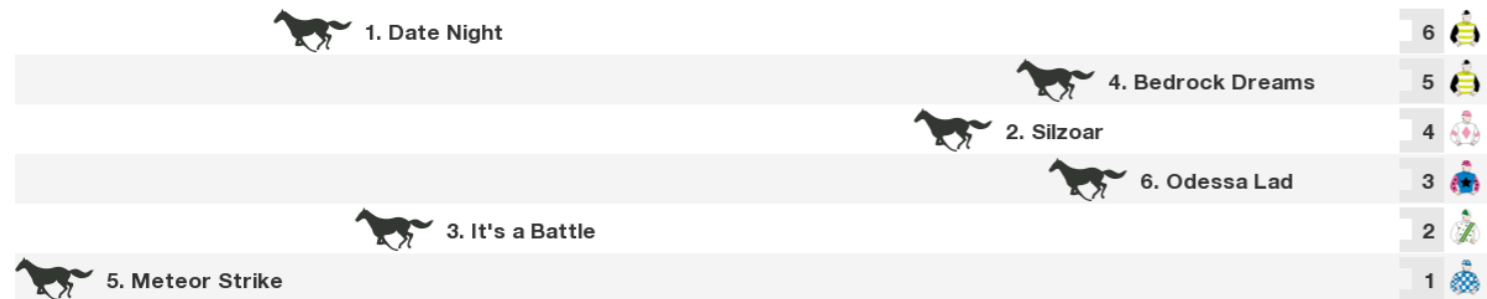 1. Date Night 6
4. Bedrock Dreams 5
2. Silzoar 4
6. Odessa Lad 3
3. It's a Battle 2
5. Meteor Strike 1